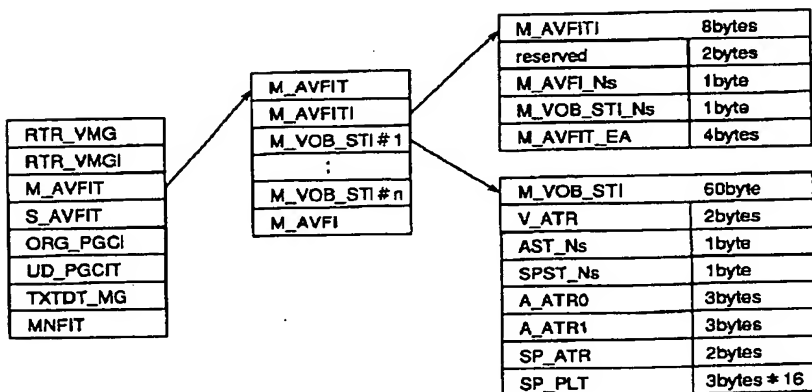 RTR_VMG
RTR_VMGI
M_AVFIT
S_AVFIT
ORG_PGCI
UD_PGCIT
TXTDT_MG
MNFIT
M_AVFIT
M_AVFITI
M_VOB_STI#1
:
M_VOB_STI#n
M_AVFI
M_AVFITI 8bytes
reserved 2bytes
M_AVFI_Ns 1byte
M_VOB_STI_Ns 1byte
M_AVFIT_EA 4bytes
M_VOB_STI 60byte
V_ATR 2bytes
AST_Ns 1byte
SPST_Ns 1byte
A_ATR0 3bytes
A_ATR1 3bytes
SP_ATR 2bytes
SP_PLT 3bytes*16